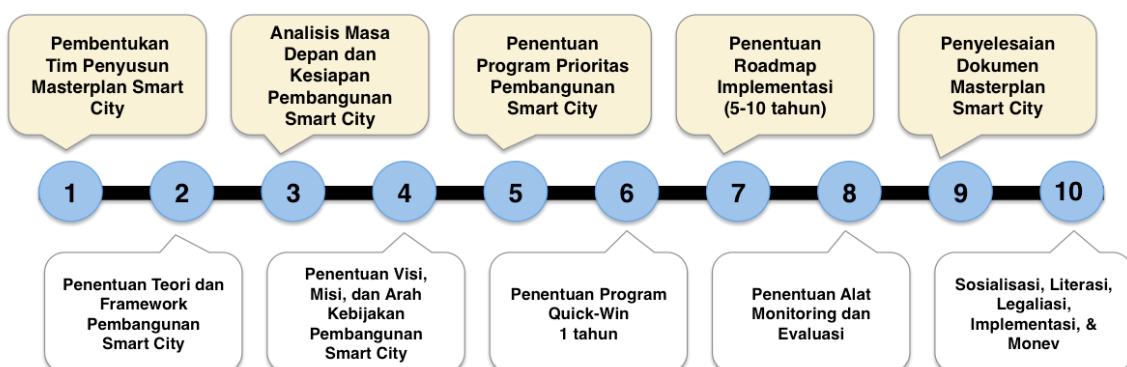 Pembentukan
Tim Penyusun
Masterplan Smart
City
Analisis Masa
Depan dan
Kesiapan
Pembangunan
Smart City
Penentuan
Program Prioritas
Pembangunan
Smart City
Penentuan
Roadmap
Implementasi
(5-10 tahun)
Penyelesaian
Dokumen
Masterplan
Smart City
1 2 3 4 5 6 7 8 9 10
Penentuan Teori dan
Framework
Pembangunan
Smart City
Penentuan Visi,
Misi, dan Arah
Kebijakan
Pembangunan
Smart City
Penentuan Program
Quick-Win
1 tahun
Penentuan Alat
Monitoring dan
Evaluasi
Sosialisasi, Literasi,
Legaliasi,
Implementasi, &
Monev